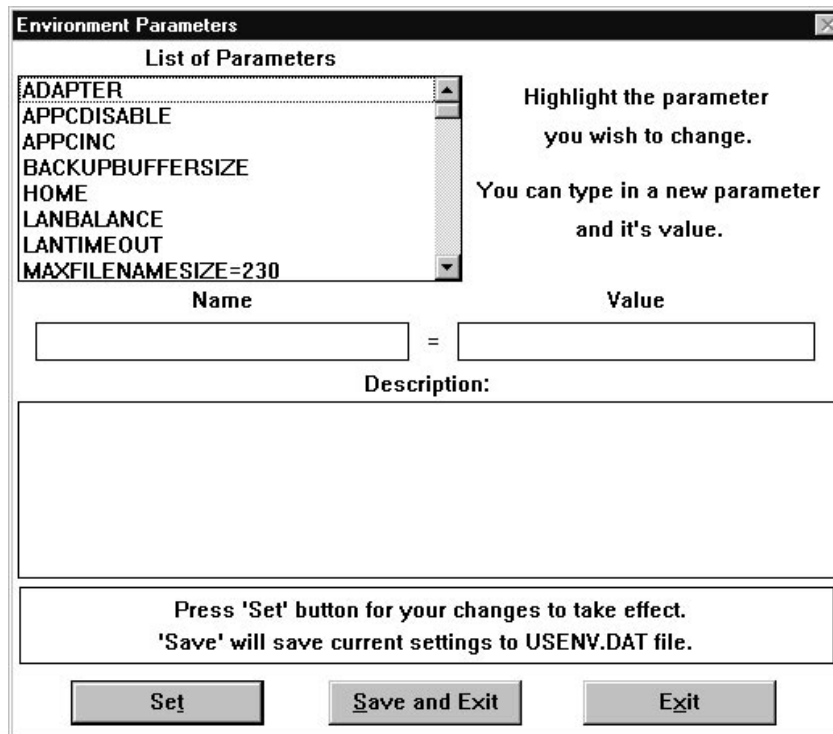 Environment Parameters
List of Parameters
ADAPTER
APPCDISABLE
APPCINC
BACKUPBUFFERSIZE
HOME
LANBALANCE
LANTIMEOUT
MAXFILENAMESIZE=230
Highlight the parameter
you wish to change.
You can type in a new parameter
and it's value.
Name
Value
=
Description:
Press 'Set' button for your changes to take effect.
'Save' will save current settings to USENV.DAT file.
Set
Save and Exit
Exit